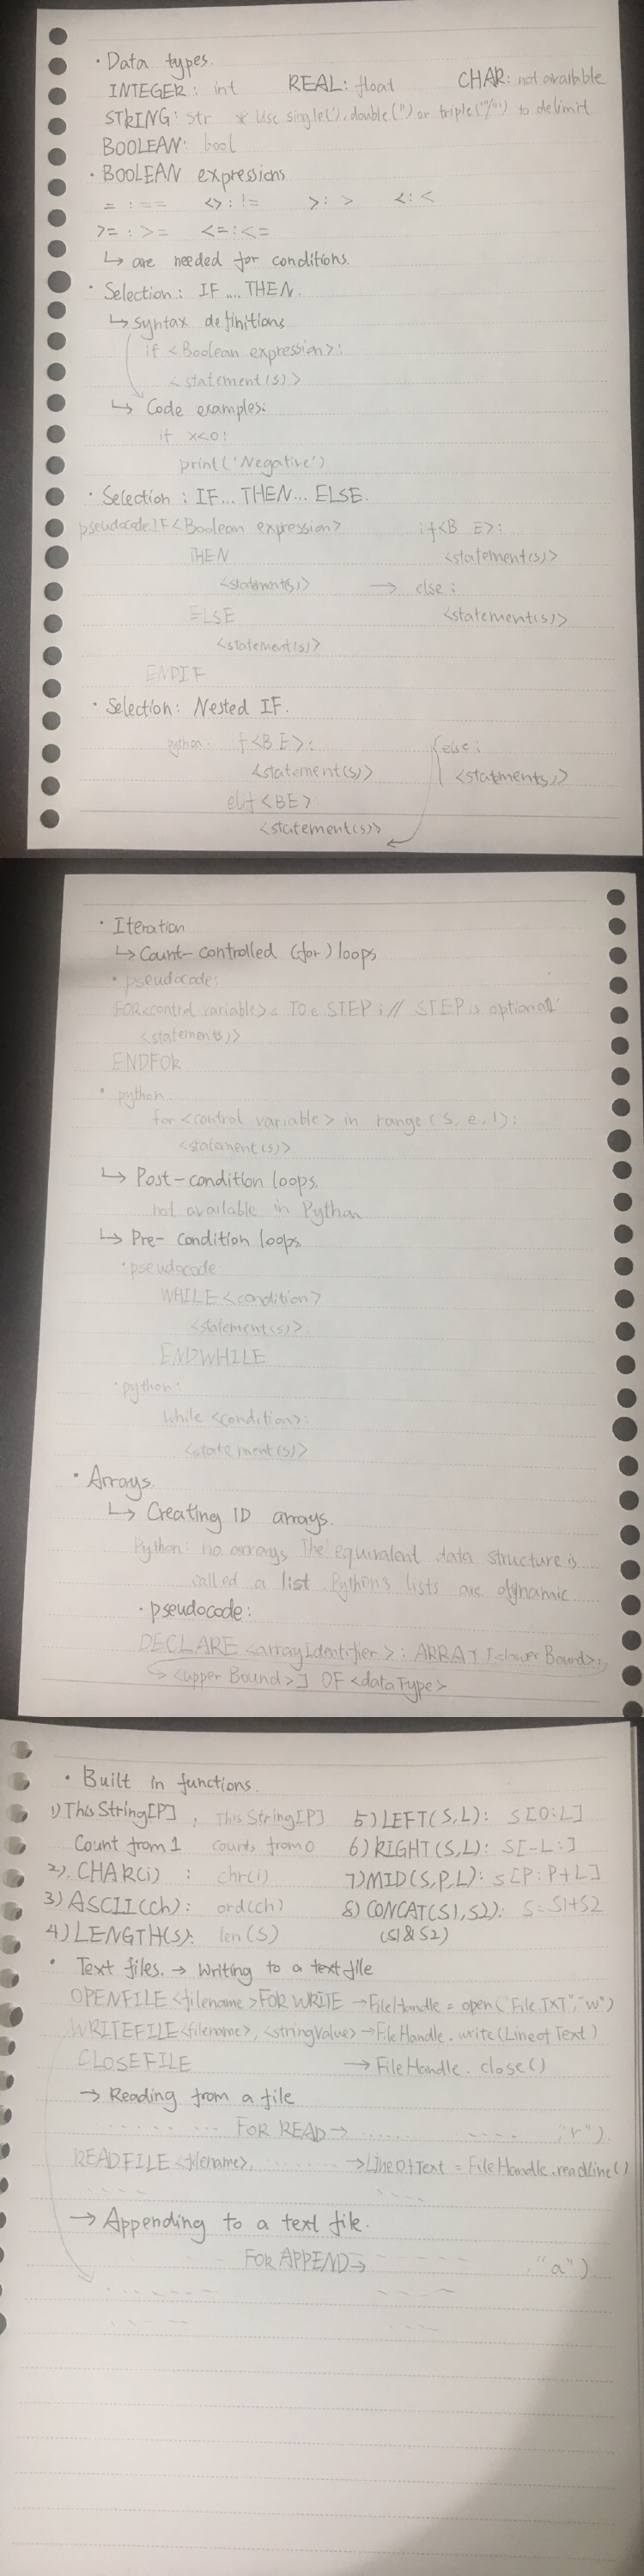 · Data types.
INTEGER: int REAL: float CHAR: not available
STRING: str * Use single('), double(") or triple("'/""") to delimit
BOOLEAN: bool
· BOOLEAN expressions
= : == <> : != > : > < : <
>= : >= <= : <=
↳ are needed for conditions.
· Selection: IF .... THEN.
↳ syntax definitions
if <Boolean expression>:
<statement(s)>
↳ Code examples:
if x<0:
print('Negative')
· Selection: IF... THEN... ELSE.
pseudocode: IF <Boolean expression> if <B E>:
THEN <statement(s)>
<statement(s)> → else:
ELSE <statement(s)>
<statement(s)>
ENDIF
· Selection: Nested IF.
python: if <B E>: else:
<statement(s)> <statement(s)>
elif <BE>:
<statement(s)>
· Iteration
↳ Count-controlled (for) loops
· pseudocode:
FOR <control variable> s TO e STEP i // STEP is optional
<statement(s)>
ENDFOR
· python.
for <control variable> in range(s, e, i):
<statement(s)>
↳ Post-condition loops.
not available in Python
↳ Pre-condition loops
· pseudocode
WHILE <condition>
<statement(s)>
ENDWHILE
· python:
while <condition>:
<statement(s)>
· Arrays
↳ Creating 1D arrays.
Python: no arrays The equivalent data structure is
called a list. Python's lists are dynamic
· pseudocode:
DECLARE <arrayIdentifier> : ARRAY [<lower Bound>:
<upper Bound>] OF <dataType>
· Built in functions.
1) ThisString[P], ThisString[P] 5) LEFT(S,L): S[0:L]
Count from 1 counts from 0 6) RIGHT(S,L): S[-L:]
2). CHAR(i) : chr(i) 7) MID(S,P,L): S[P:P+L]
3) ASCII(ch): ord(ch) 8) CONCAT(S1,S2): S=S1+S2
4) LENGTH(S): len(S) (S1&S2)
· Text files. → Writing to a text file
OPENFILE <filename> FOR WRITE → FileHandle = open("File.TXT","w")
WRITEFILE <filename>, <stringValue> → FileHandle.write(LineofText)
CLOSEFILE → FileHandle.close()
→ Reading from a file
...... FOR READ → ...... "r")
READFILE <filename>, ...... → LineOfText = FileHandle.readline()
→ Appending to a text file.
FOR APPEND → "a")